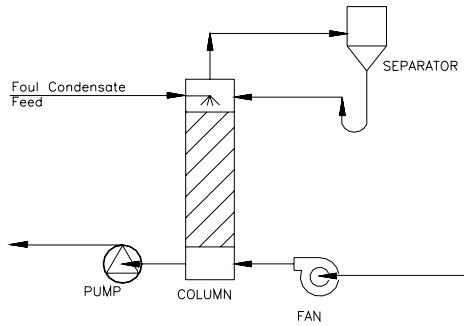 SEPARATOR
Foul Condensate
Feed
PUMP
COLUMN
FAN